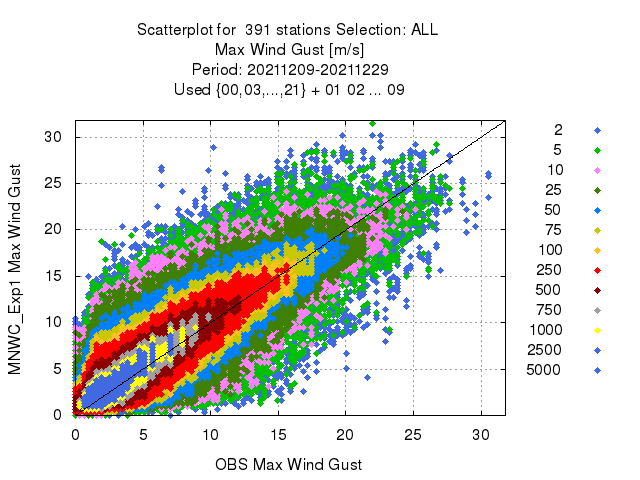 Scatterplot for 391 stations Selection: ALL
Max Wind Gust [m/s]
Period: 20211209-20211229
Used {00,03,...,21} + 01 02 ... 09
MNWC_Exp1 Max Wind Gust
30
25
20
15
10
5
0
0 5 10 15 20 25 30
OBS Max Wind Gust
2
5
10
25
50
75
100
250
500
750
1000
2500
5000